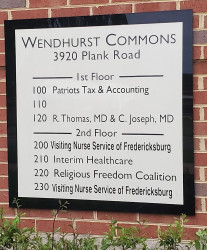 WENDHURST COMMONS
3920 Plank Road
1st Floor
100 Patriots Tax & Accounting
110
120 R. Thomas, MD & C. Joseph, MD
2nd Floor
200 Visiting Nurse Service of Fredericksburg
210 Interim Healthcare
220 Religious Freedom Coalition
230 Visiting Nurse Service of Fredericksburg